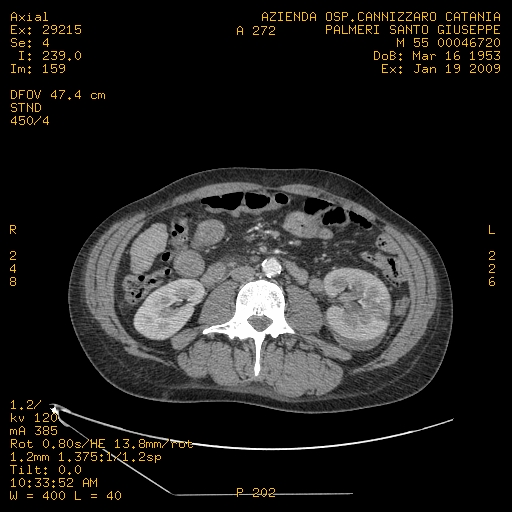 Axial
Ex: 29215
Se: 4
I: 239.0
Im: 159
DFOV 47.4 cm
STND
450/4
A 272
AZIENDA OSP.CANNIZZARO CATANIA
PALMERI SANTO GIUSEPPE
M 55 00046720
DoB: Mar 16 1953
Ex: Jan 19 2009
R
2
4
8
L
2
2
6
1.2/
kv 120
mA 385
Rot 0.80s/HE 13.8mm/rot
1.2mm 1.375:1/1.2sp
Tilt: 0.0
10:33:52 AM
W = 400 L = 40
P 202